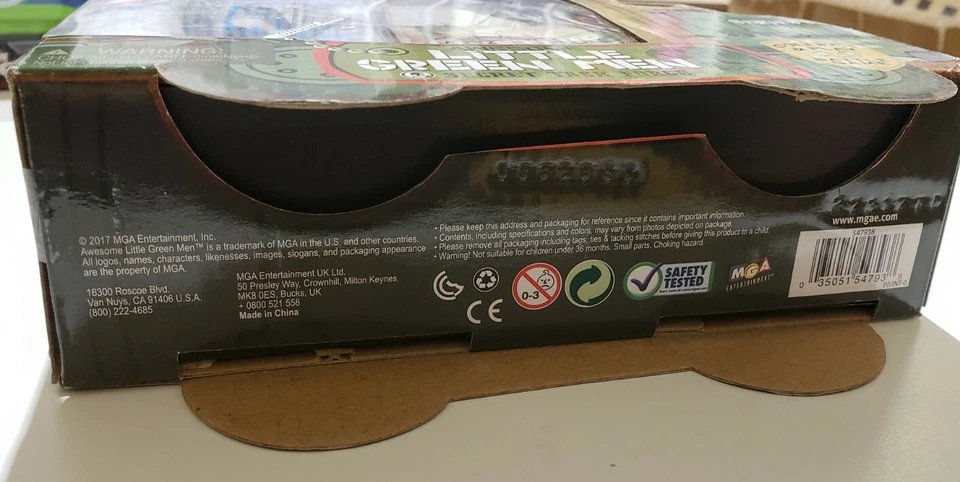 WARNING:
LITTLE
GREEN MEN
© 2017 MGA Entertainment, Inc.
Awesome Little Green Men™ is a trademark of MGA in the U.S. and other countries.
All logos, names, characters, likenesses, images, slogans, and packaging appearance
are the property of MGA.
16300 Roscoe Blvd.
Van Nuys, CA 91406 U.S.A.
(800) 222-4685
MGA Entertainment UK Ltd.
50 Presley Way, Crownhill, Milton Keynes,
MK8 0ES, Bucks, UK
+ 0800 521 558
Made in China
• Please keep this address and packaging for reference since it contains important information.
• Contents, including specifications and colors, may vary from photos depicted on package.
• Please remove all packaging including tags, ties & tacking stitches before giving this product to a child.
• Warning! Not suitable for children under 36 months. Small parts. Choking hazard.
CE
0-3
SAFETY
TESTED
MGA
ENTERTAINMENT
www.mgae.com
547938
0 35051 54793